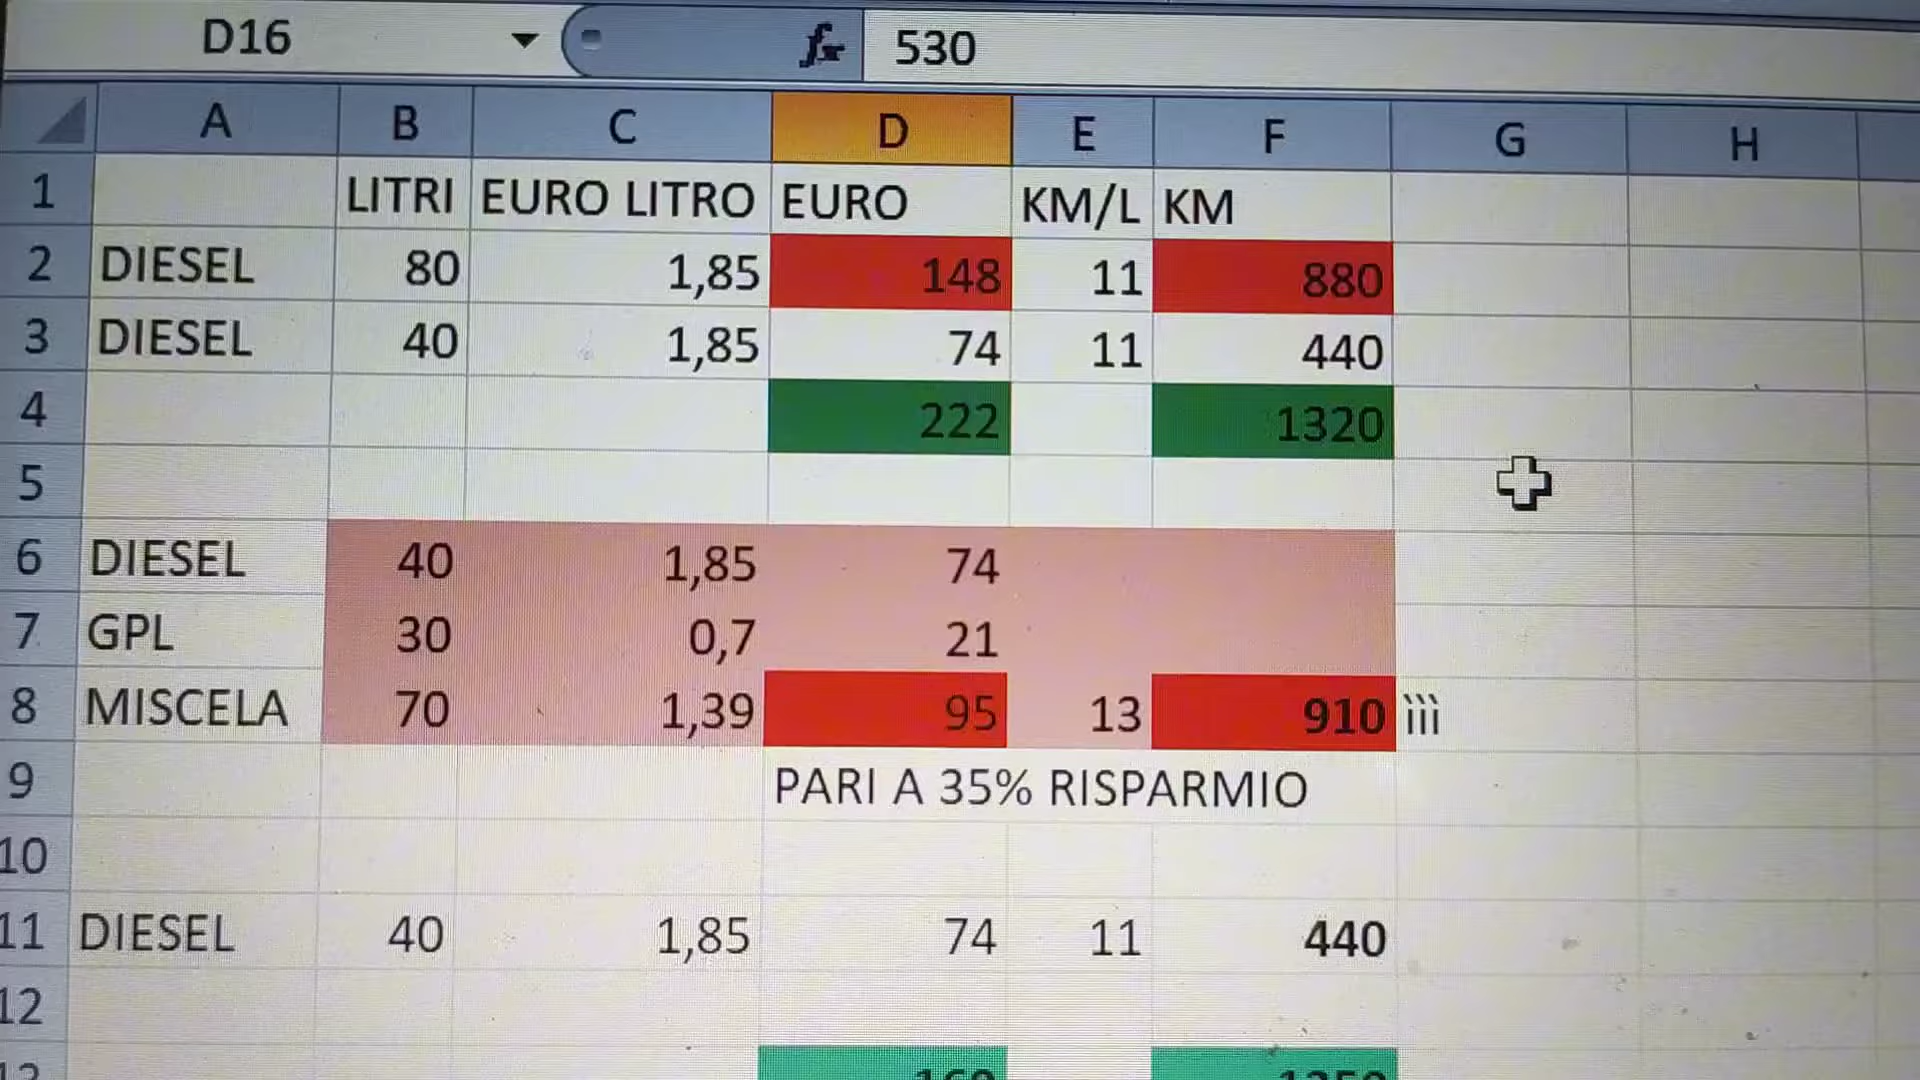 D16 fx 530
A B C D E F G H
1 LITRI EURO LITRO EURO KM/L KM
2 DIESEL 80 1,85 148 11 880
3 DIESEL 40 1,85 74 11 440
4 222 1320
5
6 DIESEL 40 1,85 74
7 GPL 30 0,7 21
8 MISCELA 70 1,39 95 13 910 ììì
9 PARI A 35% RISPARMIO
10
11 DIESEL 40 1,85 74 11 440
12